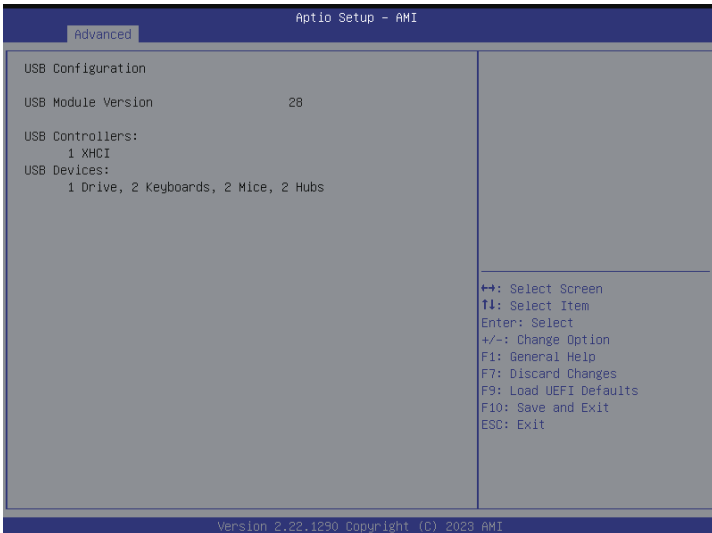 Aptio Setup – AMI
Advanced
USB Configuration
USB Module Version 28
USB Controllers:
1 XHCI
USB Devices:
1 Drive, 2 Keyboards, 2 Mice, 2 Hubs
↔: Select Screen
↑↓: Select Item
Enter: Select
+/-: Change Option
F1: General Help
F7: Discard Changes
F9: Load UEFI Defaults
F10: Save and Exit
ESC: Exit
Version 2.22.1290 Copyright (C) 2023 AMI